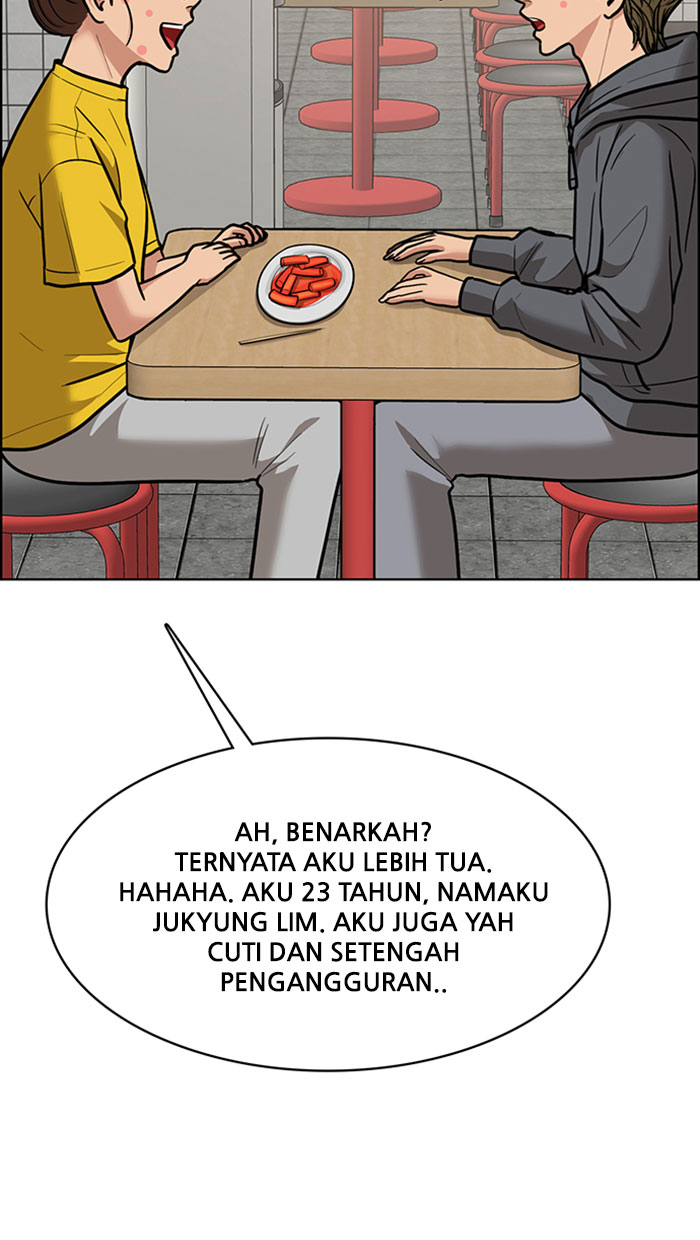 AH, BENARKAH?
TERNYATA AKU LEBIH TUA.
HAHAHA. AKU 23 TAHUN, NAMAKU
JUKYUNG LIM. AKU JUGA YAH
CUTI DAN SETENGAH
PENGANGGURAN..